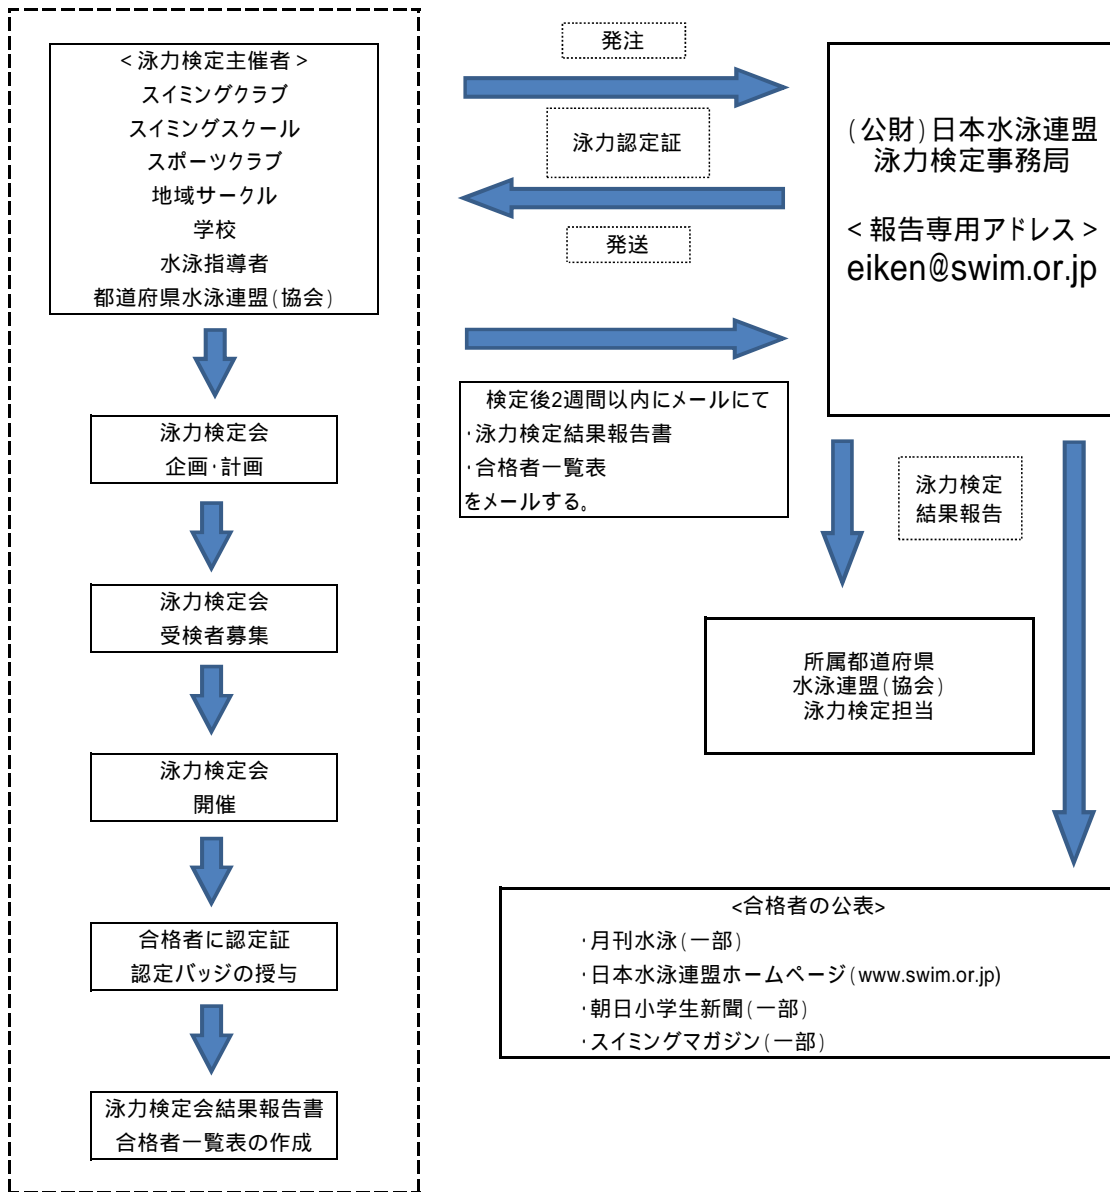 <泳力検定主催者>
スイミングクラブ
スイミングスクール
スポーツクラブ
地域サークル
学校
水泳指導者
都道府県水泳連盟(協会)
泳力検定会
企画･計画
泳力検定会
受検者募集
泳力検定会
開催
合格者に認定証
認定バッジの授与
泳力検定会結果報告書
合格者一覧表の作成
発注
泳力認定証
発送
検定後2週間以内にメールにて
･泳力検定結果報告書
･合格者一覧表
をメールする。
(公財)日本水泳連盟
泳力検定事務局
<報告専用アドレス>
eiken@swim.or.jp
泳力検定
結果報告
所属都道府県
水泳連盟(協会)
泳力検定担当
<合格者の公表>
･月刊水泳(一部)
･日本水泳連盟ホームページ(www.swim.or.jp)
･朝日小学生新聞(一部)
･スイミングマガジン(一部)